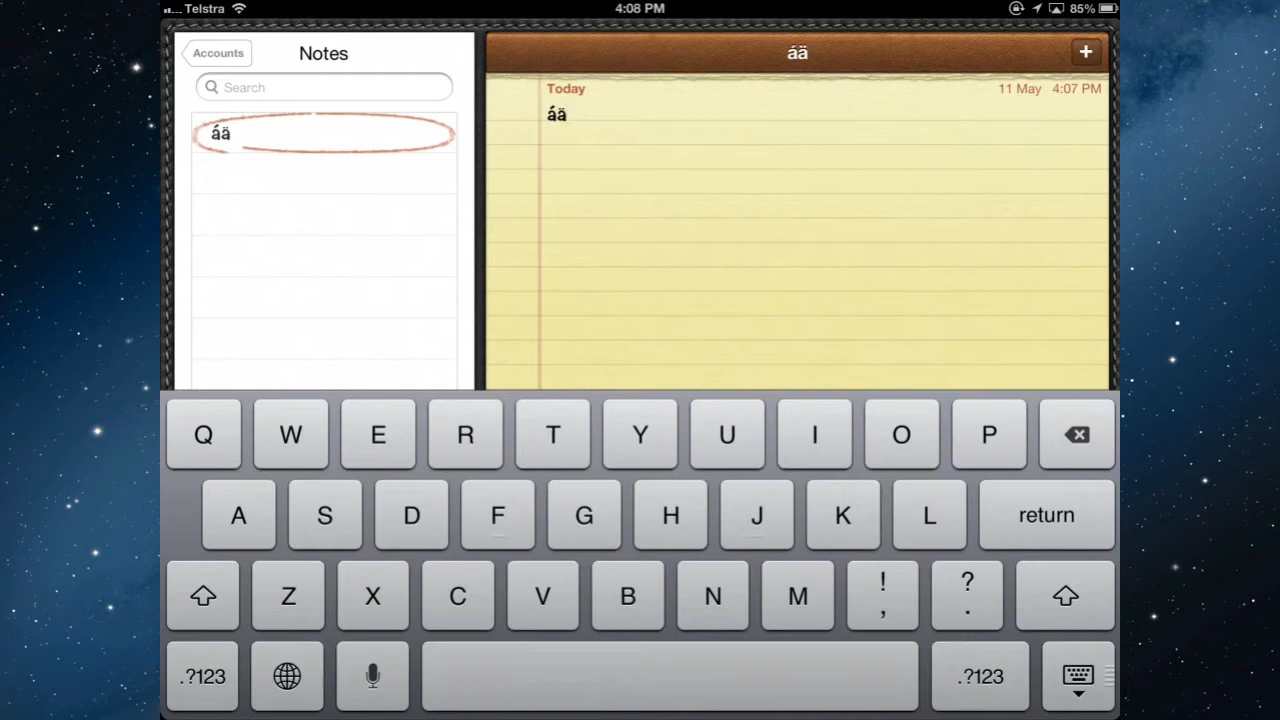 Telstra
4:08 PM
85%
Accounts
Notes
áä
+
Search
áä
Today
11 May 4:07 PM
áä
Q W E R T Y U I O P
A S D F G H J K L return
Z X C V B N M ! , ? .
.?123 .?123